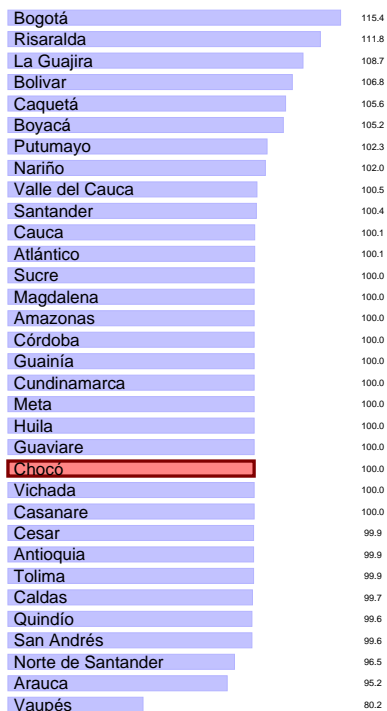 Bogotá 115.4
Risaralda 111.8
La Guajira 108.7
Bolivar 106.8
Caquetá 105.6
Boyacá 105.2
Putumayo 102.3
Nariño 102.0
Valle del Cauca 100.5
Santander 100.4
Cauca 100.1
Atlántico 100.1
Sucre 100.0
Magdalena 100.0
Amazonas 100.0
Córdoba 100.0
Guainía 100.0
Cundinamarca 100.0
Meta 100.0
Huila 100.0
Guaviare 100.0
Chocó 100.0
Vichada 100.0
Casanare 100.0
Cesar 99.9
Antioquia 99.9
Tolima 99.9
Caldas 99.7
Quindío 99.6
San Andrés 99.6
Norte de Santander 96.5
Arauca 95.2
Vaupés 80.2